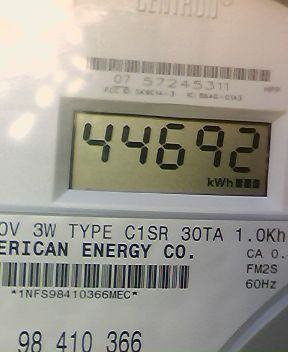 CENTRON®
07 57245311
44692
kWh
0V 3W TYPE C1SR 30TA 1.0Kh
ERICAN ENERGY CO.
CA 0.
FM2S
*1NFS98410366MEC*
60Hz
98 410 366